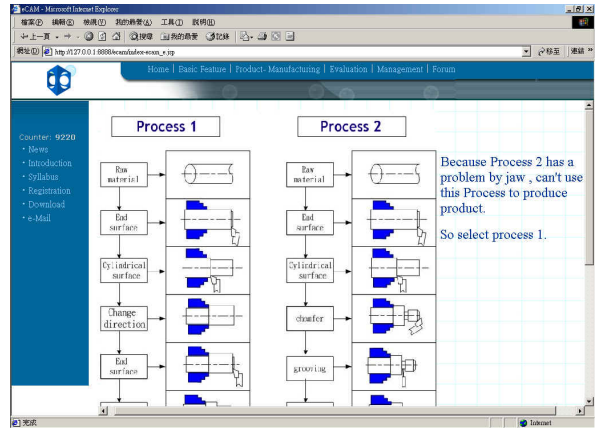 eCAM - Microsoft Internet Explorer
檔案(F) 編輯(E) 檢視(V) 我的最愛(A) 工具(T) 說明(H)
上一頁 搜尋 我的最愛 記錄
網址(D) http://127.0.0.1:8888/ecam/index-ecam_e.jsp 移至 連結 »
Home | Basic Feature | Product- Manufacturing | Evaluation | Management | Forum
Counter: 9220
News
Introduction
Syllabus
Registration
Download
e-Mail
Process 1
Raw material
End surface
Cylindrical surface
Change direction
End surface
Process 2
Raw material
End surface
Cylindrical surface
chamfer
grooving
Because Process 2 has a
problem by jaw , can't use
this Process to produce
product.
So select process 1.
完成
Internet